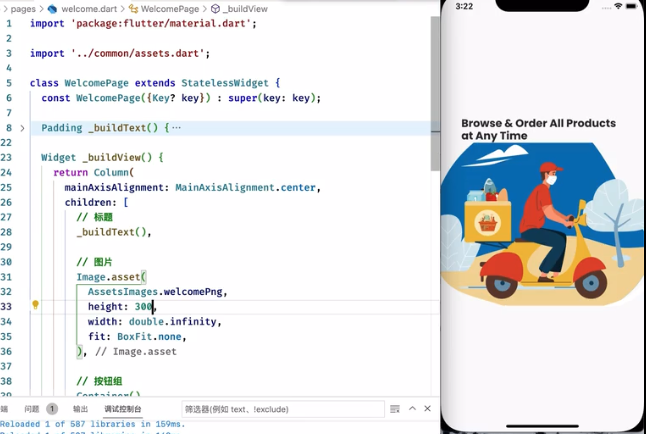 > pages > welcome.dart > WelcomePage > _buildView
1 import 'package:flutter/material.dart';
2
3 import '../common/assets.dart';
4
5 class WelcomePage extends StatelessWidget {
6 const WelcomePage({Key? key}) : super(key: key);
7
8 > Padding _buildText() {⋯
22
23 Widget _buildView() {
24 return Column(
25 mainAxisAlignment: MainAxisAlignment.center,
26 children: [
27 // 标题
28 _buildText(),
29
30 // 图片
31 Image.asset(
32 AssetsImages.welcomePng,
33 height: 300,
34 width: double.infinity,
35 fit: BoxFit.none,
36 ), // Image.asset
37
38 // 按钮组
Container()
端 问题 1 输出 调试控制台 筛选器(例如 text、!exclude)
Reloaded 1 of 587 libraries in 159ms.
3:22
Browse & Order All Products
at Any Time